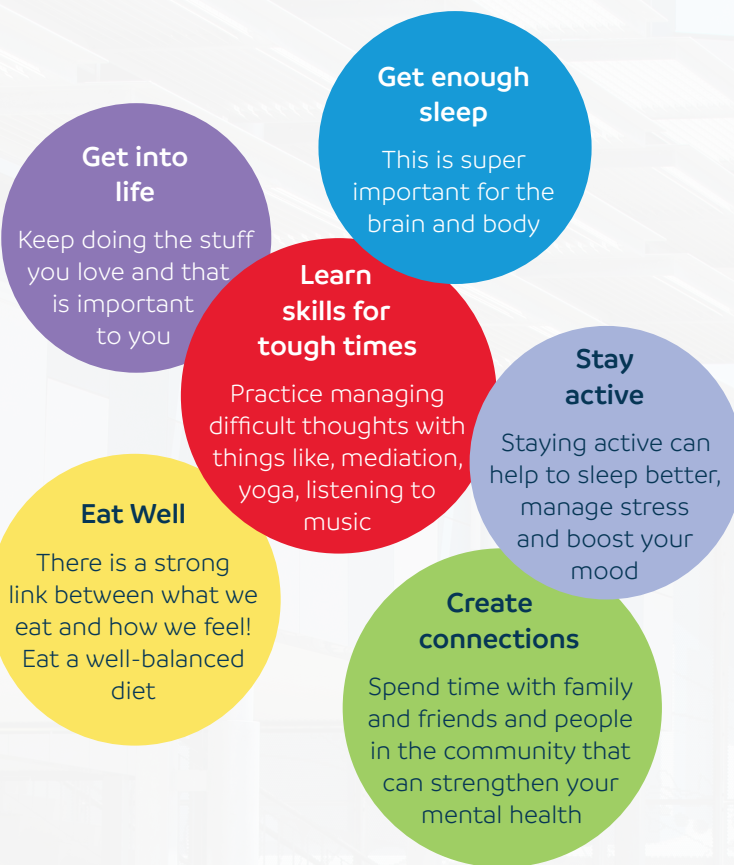 Get enough
sleep
This is super
important for the
brain and body
Get into
life
Keep doing the stuff
you love and that
is important
to you
Learn
skills for
tough times
Practice managing
difficult thoughts with
things like, mediation,
yoga, listening to
music
Stay
active
Staying active can
help to sleep better,
manage stress
and boost your
mood
Eat Well
There is a strong
link between what we
eat and how we feel!
Eat a well-balanced
diet
Create
connections
Spend time with family
and friends and people
in the community that
can strengthen your
mental health